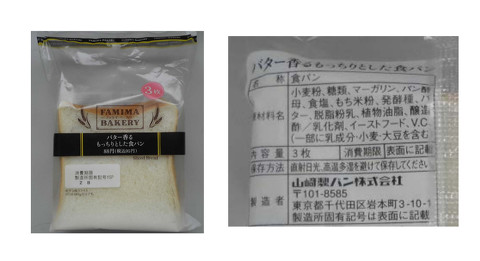 3枚
FAMIMA
BAKERY
バター香る
もっちりとした食パン
Sliced Bread
消費期限
製造所固有記号
バター香るもっちりとした食パン
名称 食パン
原材料名 小麦粉、糖類、マーガリン、パン酵
母、食塩、もち米粉、発酵種、バ
ター、脱脂粉乳、植物油脂、醸造
酢／乳化剤、イーストフード、V.C
(一部に乳成分・小麦・大豆を含む)
内容量 3枚 消費期限 表面に記載
保存方法 直射日光、高温多湿を避けて保存してください
製造者 山崎製パン株式会社
〒101-8585
東京都千代田区岩本町3-10-1
製造所固有記号は表面に記載